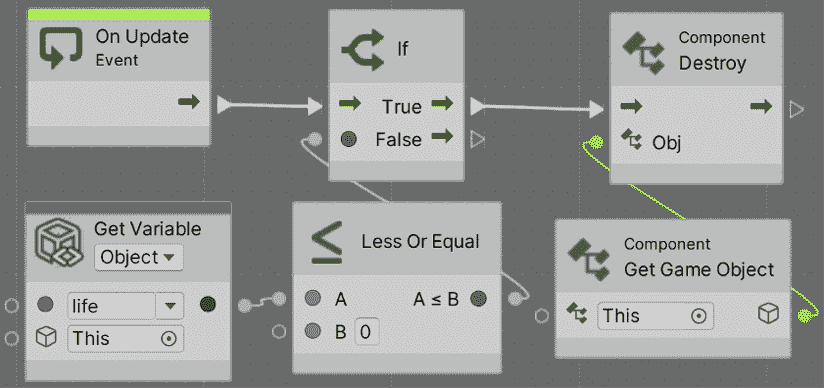 On Update
Event
If
True
False
Component
Destroy
Obj
Get Variable
Object
life
This
Less Or Equal
A
A ≤ B
B 0
Component
Get Game Object
This